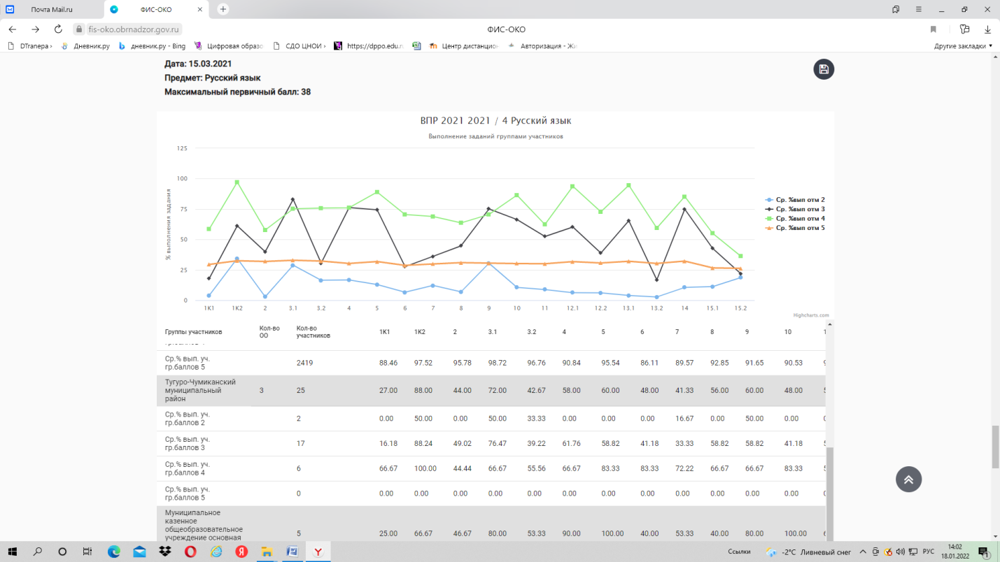 Почта Mail.ru
ФИС-ОКО
fis-oko.obrnadzor.gov.ru
ФИС-ОКО
DTraneра
Дневник.ру
дневник.ру - Bing
Цифровая образо
СДО ЦНОИ
https://dppo.edu.r
Центр дистанцион
Авторизация - Жи
Другие закладки
Дата: 15.03.2021
Предмет: Русский язык
Максимальный первичный балл: 38
ВПР 2021 2021 / 4 Русский язык
Выполнение заданий группами участников
% выполнения задания
125
100
75
50
25
0
1K1 1K2 2 3.1 3.2 4 5 6 7 8 9 10 11 12.1 12.2 13.1 13.2 14 15.1 15.2
Ср. %вып отм 2
Ср. %вып отм 3
Ср. %вып отм 4
Ср. %вып отм 5
Highcharts.com
Группы участников Кол-во ОО Кол-во участников 1K1 1K2 2 3.1 3.2 4 5 6 7 8 9 10 1
Ср.% вып. уч.
гр.баллов 5 2419 88.46 97.52 95.78 98.72 96.76 90.84 95.54 86.11 89.57 92.85 91.65 90.53
Тугуро-Чумиканский
муниципальный 3 25 27.00 88.00 44.00 72.00 42.67 58.00 60.00 48.00 41.33 56.00 60.00 48.00
район
Ср.% вып. уч.
гр.баллов 2 2 0.00 50.00 0.00 50.00 33.33 0.00 0.00 0.00 16.67 0.00 50.00 0.00
Ср.% вып. уч.
гр.баллов 3 17 16.18 88.24 49.02 76.47 39.22 61.76 58.82 41.18 33.33 58.82 58.82 41.18
Ср.% вып. уч.
гр.баллов 4 6 66.67 100.00 44.44 66.67 55.56 66.67 83.33 83.33 72.22 66.67 66.67 83.33
Ср.% вып. уч.
гр.баллов 5 0 0.00 0.00 0.00 0.00 0.00 0.00 0.00 0.00 0.00 0.00 0.00 0.00
Муниципальное
казенное
общеобразовательное
учреждение основная 5 25.00 66.67 46.67 80.00 53.33 90.00 100.00 40.00 53.33 40.00 80.00 100.00
Ссылки
-2°C Ливневый снег
РУС
14:02
18.01.2022